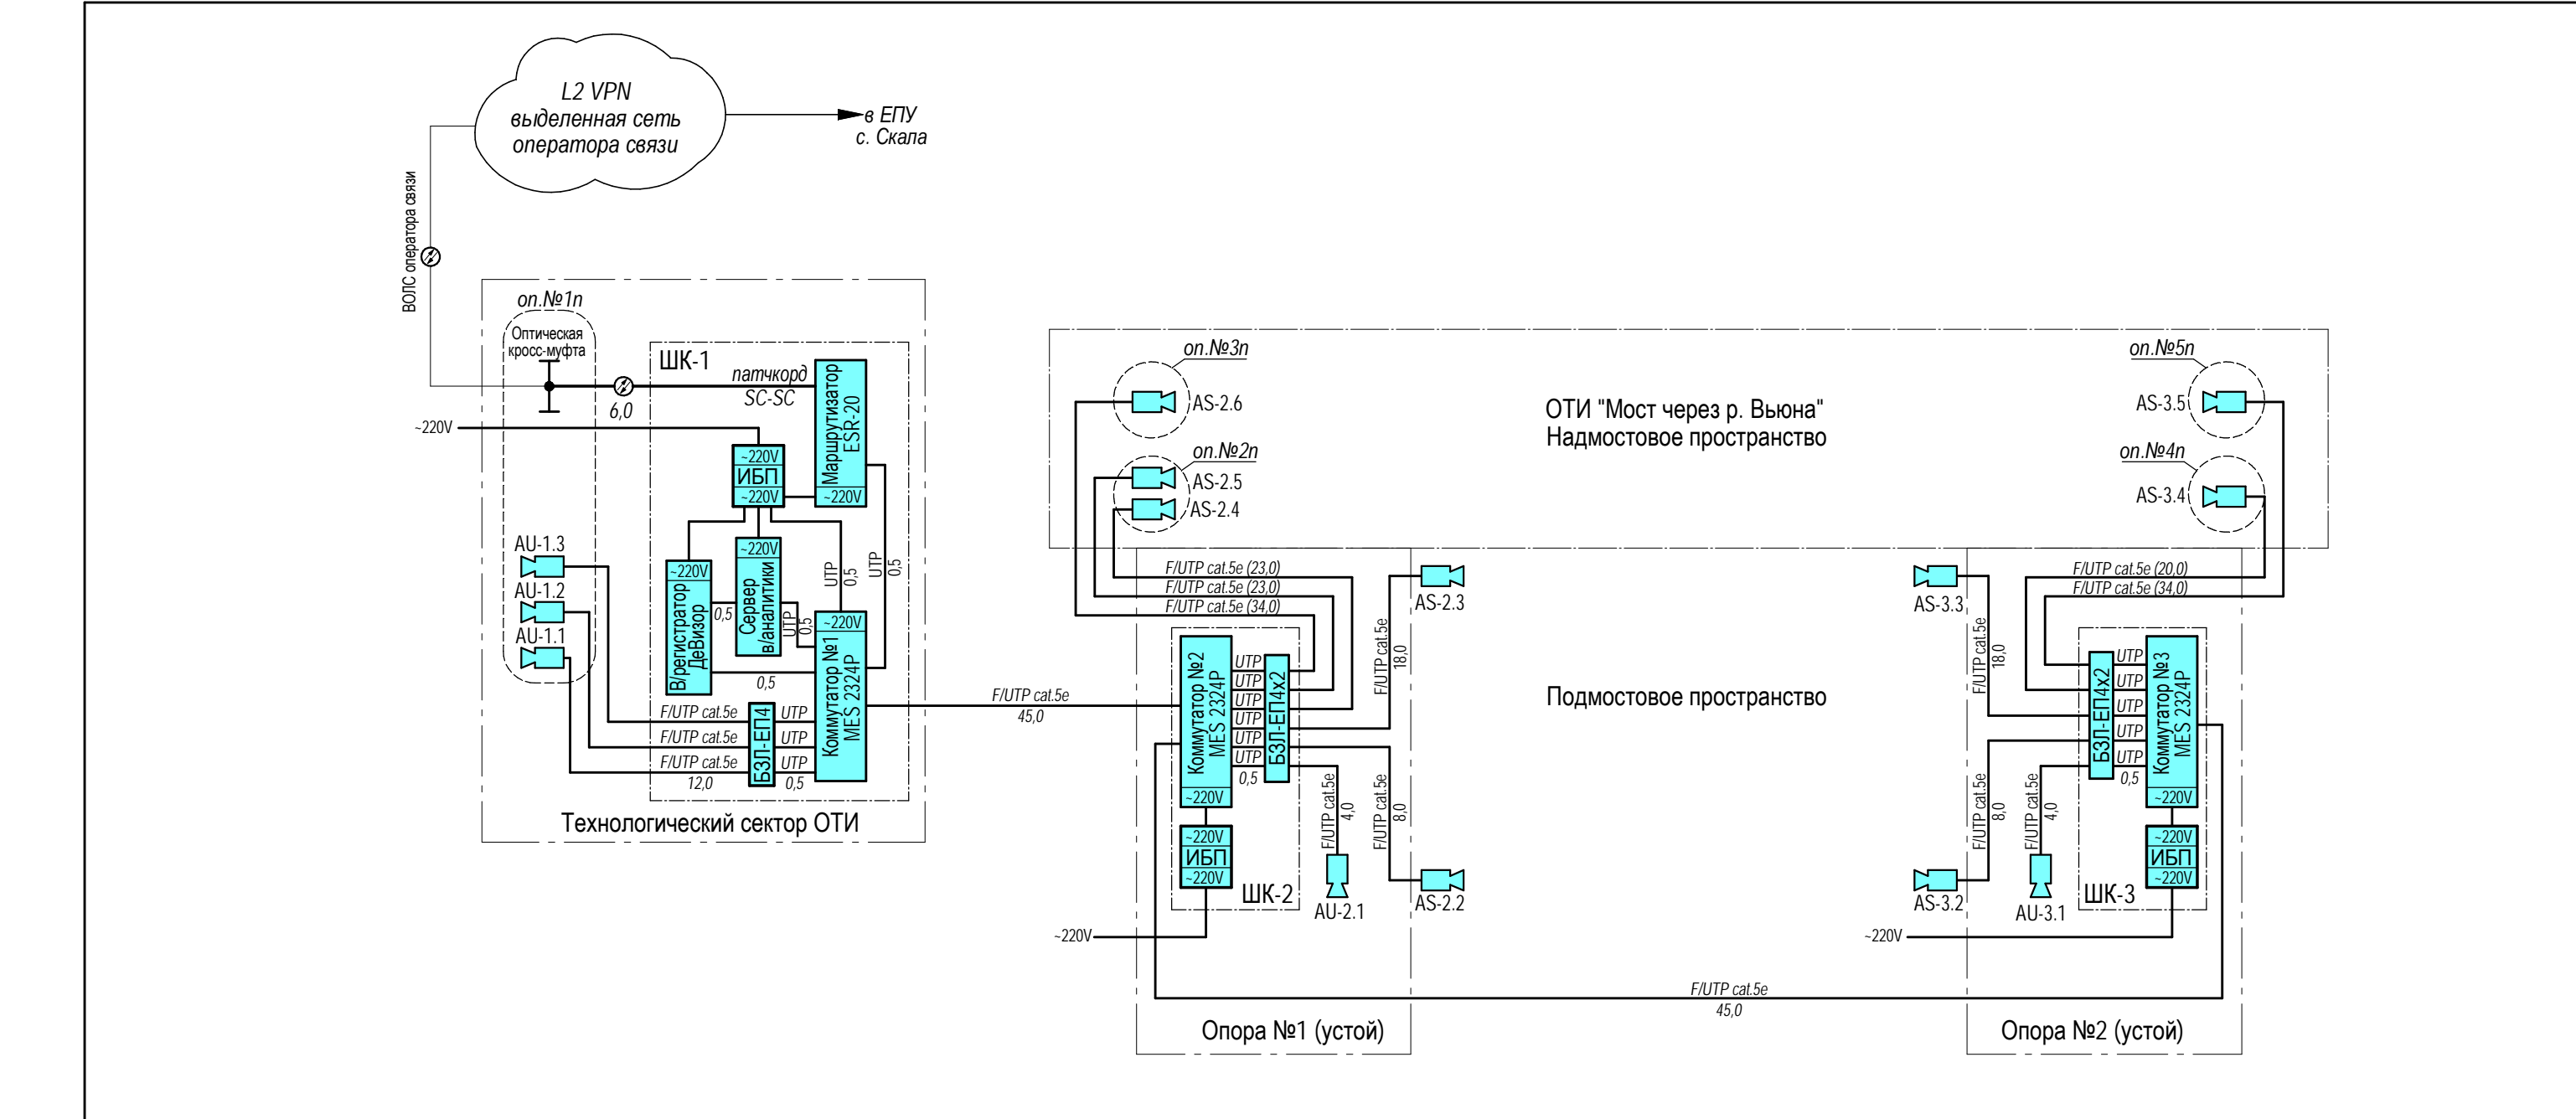 L2 VPN
выделенная сеть
оператора связи
в ЕПУ
с. Скала
ВОЛС оператора связи
оп.№1п
Оптическая
кросс-муфта
6,0
ШК-1
патчкорд
SC-SC
Маршрутизатор
ESR-20
~220V
~220V
~220V
ИБП
~220V
UTP
0,5
UTP
0,5
~220V
В/регистратор
ДеВизор
0,5
~220V
Сервер
в/аналитики
UTP
0,5
~220V
Коммутатор №1
MES 2324P
0,5
AU-1.3
AU-1.2
AU-1.1
F/UTP cat.5e
F/UTP cat.5e
F/UTP cat.5e
12,0
БЗЛ-ЕП4
UTP
UTP
UTP
0,5
Технологический сектор ОТИ
F/UTP cat.5e
45,0
оп.№3п
AS-2.6
оп.№2п
AS-2.5
AS-2.4
ОТИ "Мост через р. Вьюна"
Надмостовое пространство
оп.№5п
AS-3.5
оп.№4п
AS-3.4
F/UTP cat.5e (23,0)
F/UTP cat.5e (23,0)
F/UTP cat.5e (34,0)
Коммутатор №2
MES 2324P
~220V
UTP
UTP
UTP
UTP
UTP
UTP
0,5
БЗЛ-ЕП4х2
~220V
ИБП
~220V
ШК-2
F/UTP cat.5e
18,0
AS-2.3
F/UTP cat.5e
4,0
F/UTP cat.5e
8,0
AU-2.1
AS-2.2
~220V
Опора №1 (устой)
Подмостовое пространство
F/UTP cat.5e
45,0
F/UTP cat.5e (20,0)
F/UTP cat.5e (34,0)
AS-3.3
F/UTP cat.5e
18,0
F/UTP cat.5e
8,0
F/UTP cat.5e
4,0
AS-3.2
AU-3.1
БЗЛ-ЕП4х2
UTP
UTP
UTP
UTP
UTP
0,5
Коммутатор №3
MES 2324P
~220V
~220V
ИБП
~220V
ШК-3
~220V
Опора №2 (устой)